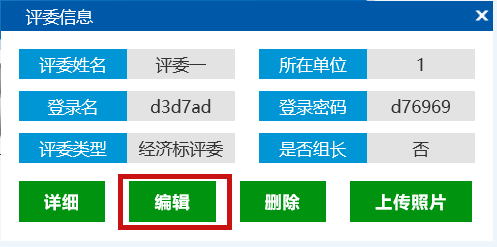 评委信息
评委姓名 评委一 所在单位 1
登录名 d3d7ad 登录密码 d76969
评委类型 经济标评委 是否组长 否
详细 编辑 删除 上传照片